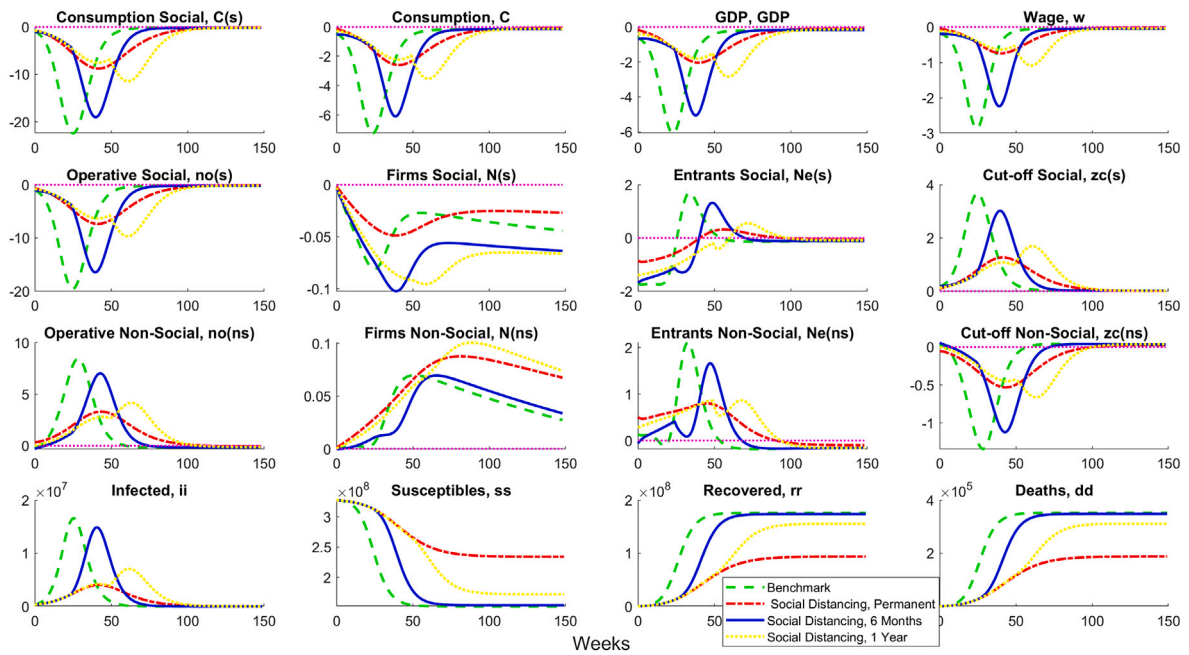 Consumption Social, C(s)
Consumption, C
GDP, GDP
Wage, w
0
-10
-20
0 50 100 150
0
-2
-4
-6
0 50 100 150
0
-2
-4
-6
0 50 100 150
0
-1
-2
-3
0 50 100 150
Operative Social, no(s)
Firms Social, N(s)
Entrants Social, Ne(s)
Cut-off Social, zc(s)
0
-10
-20
0 50 100 150
0
-0.05
-0.1
0 50 100 150
2
0
-2
0 50 100 150
4
2
0
0 50 100 150
Operative Non-Social, no(ns)
Firms Non-Social, N(ns)
Entrants Non-Social, Ne(ns)
Cut-off Non-Social, zc(ns)
10
5
0
0 50 100 150
0.1
0.05
0
0 50 100 150
2
1
0
0 50 100 150
0
-0.5
-1
0 50 100 150
Infected, ii
Susceptibles, ss
Recovered, rr
Deaths, dd
×10⁷
2
1
0
0 50 100 150
×10⁸
3
2.5
2
0 50 100 150
×10⁸
2
1
0
0 50 100 150
×10⁵
4
2
0
0 50 100 150
Benchmark
Social Distancing, Permanent
Social Distancing, 6 Months
Social Distancing, 1 Year
Weeks